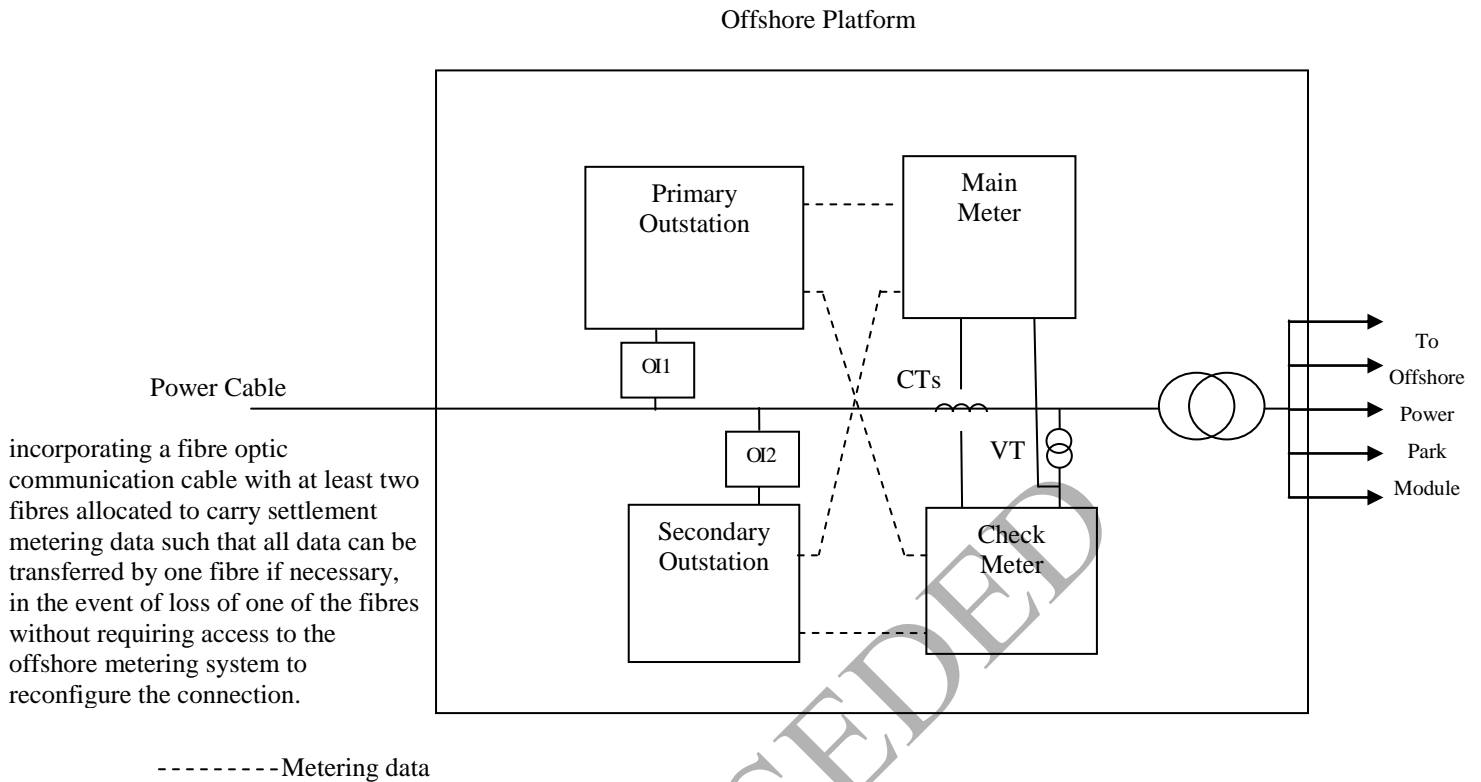 Offshore Platform
Primary
Outstation
Main
Meter
OI1
CTs
Power Cable
To
Offshore
Power
Park
Module
incorporating a fibre optic
communication cable with at least two
fibres allocated to carry settlement
metering data such that all data can be
transferred by one fibre if necessary,
in the event of loss of one of the fibres
without requiring access to the
offshore metering system to
reconfigure the connection.
OI2
VT
Secondary
Outstation
Check
Meter
Metering data